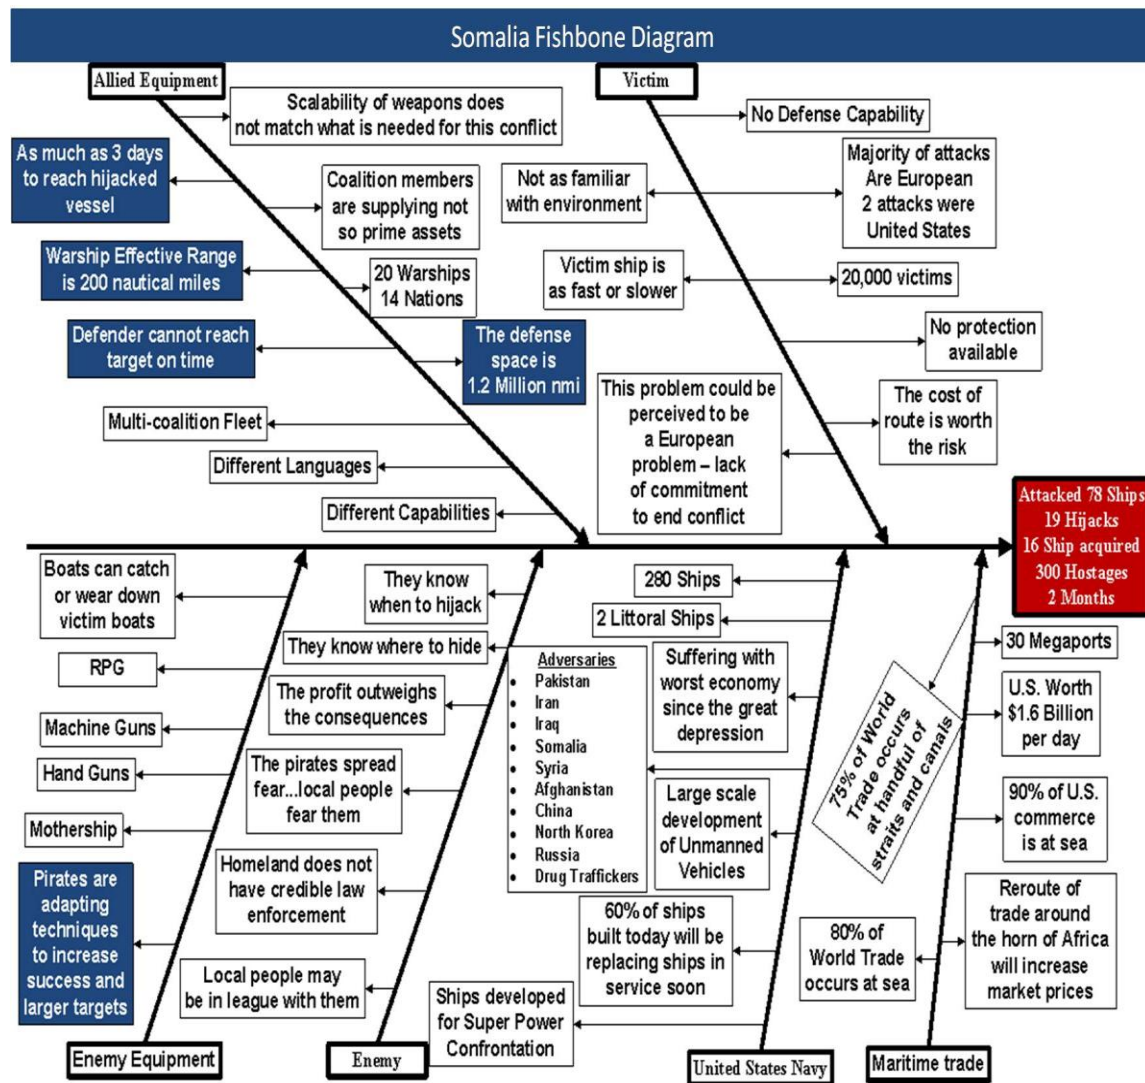 Somalia Fishbone Diagram
Allied Equipment
Scalability of weapons does
not match what is needed for this conflict
As much as 3 days
to reach hijacked
vessel
Coalition members
are supplying not
so prime assets
Warship Effective Range
is 200 nautical miles
20 Warships
14 Nations
Defender cannot reach
target on time
The defense
space is
1.2 Million nmi
Multi-coalition Fleet
Different Languages
Different Capabilities
Victim
No Defense Capability
Not as familiar
with environment
Majority of attacks
Are European
2 attacks were
United States
Victim ship is
as fast or slower
20,000 victims
No protection
available
This problem could be
perceived to be
a European
problem – lack
of commitment
to end conflict
The cost of
route is worth
the risk
Attacked 78 Ships
19 Hijacks
16 Ship acquired
300 Hostages
2 Months
Boats can catch
or wear down
victim boats
RPG
Machine Guns
Hand Guns
Mothership
Pirates are
adapting
techniques
to increase
success and
larger targets
Enemy Equipment
They know
when to hijack
They know where to hide
The profit outweighs
the consequences
The pirates spread
fear...local people
fear them
Homeland does not
have credible law
enforcement
Local people may
be in league with them
Enemy
280 Ships
2 Littoral Ships
Adversaries
• Pakistan
• Iran
• Iraq
• Somalia
• Syria
• Afghanistan
• China
• North Korea
• Russia
• Drug Traffickers
Suffering with
worst economy
since the great
depression
Large scale
development
of Unmanned
Vehicles
60% of ships
built today will be
replacing ships in
service soon
Ships developed
for Super Power
Confrontation
United States Navy
75% of World
Trade occurs
at handful of
straits and canals
30 Megaports
U.S. Worth
$1.6 Billion
per day
90% of U.S.
commerce
is at sea
80% of
World Trade
occurs at sea
Reroute of
trade around
the horn of Africa
will increase
market prices
Maritime trade